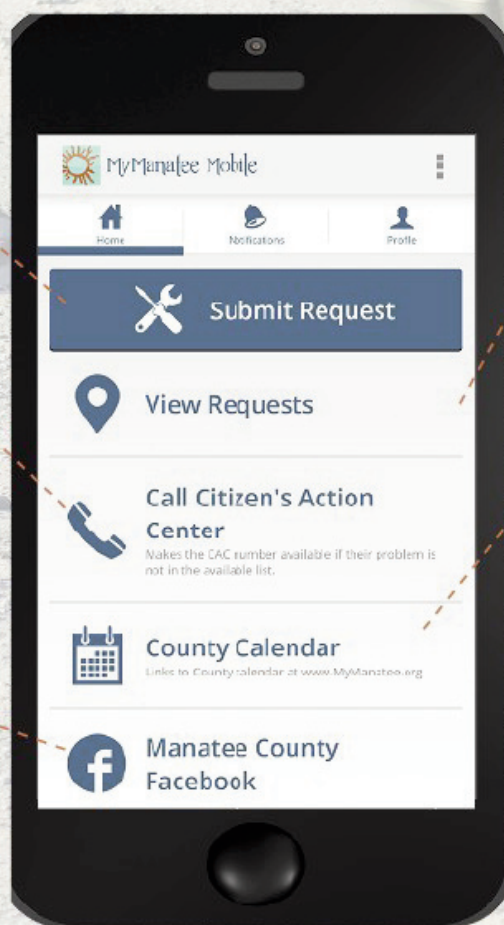 MyManatee Mobile
Home
Notifications
Profile
Submit Request
View Requests
Call Citizen's Action
Center
Makes the CAC number available if their problem is
not in the available list.
County Calendar
Links to County calendar at www.MyManatee.org
Manatee County
Facebook